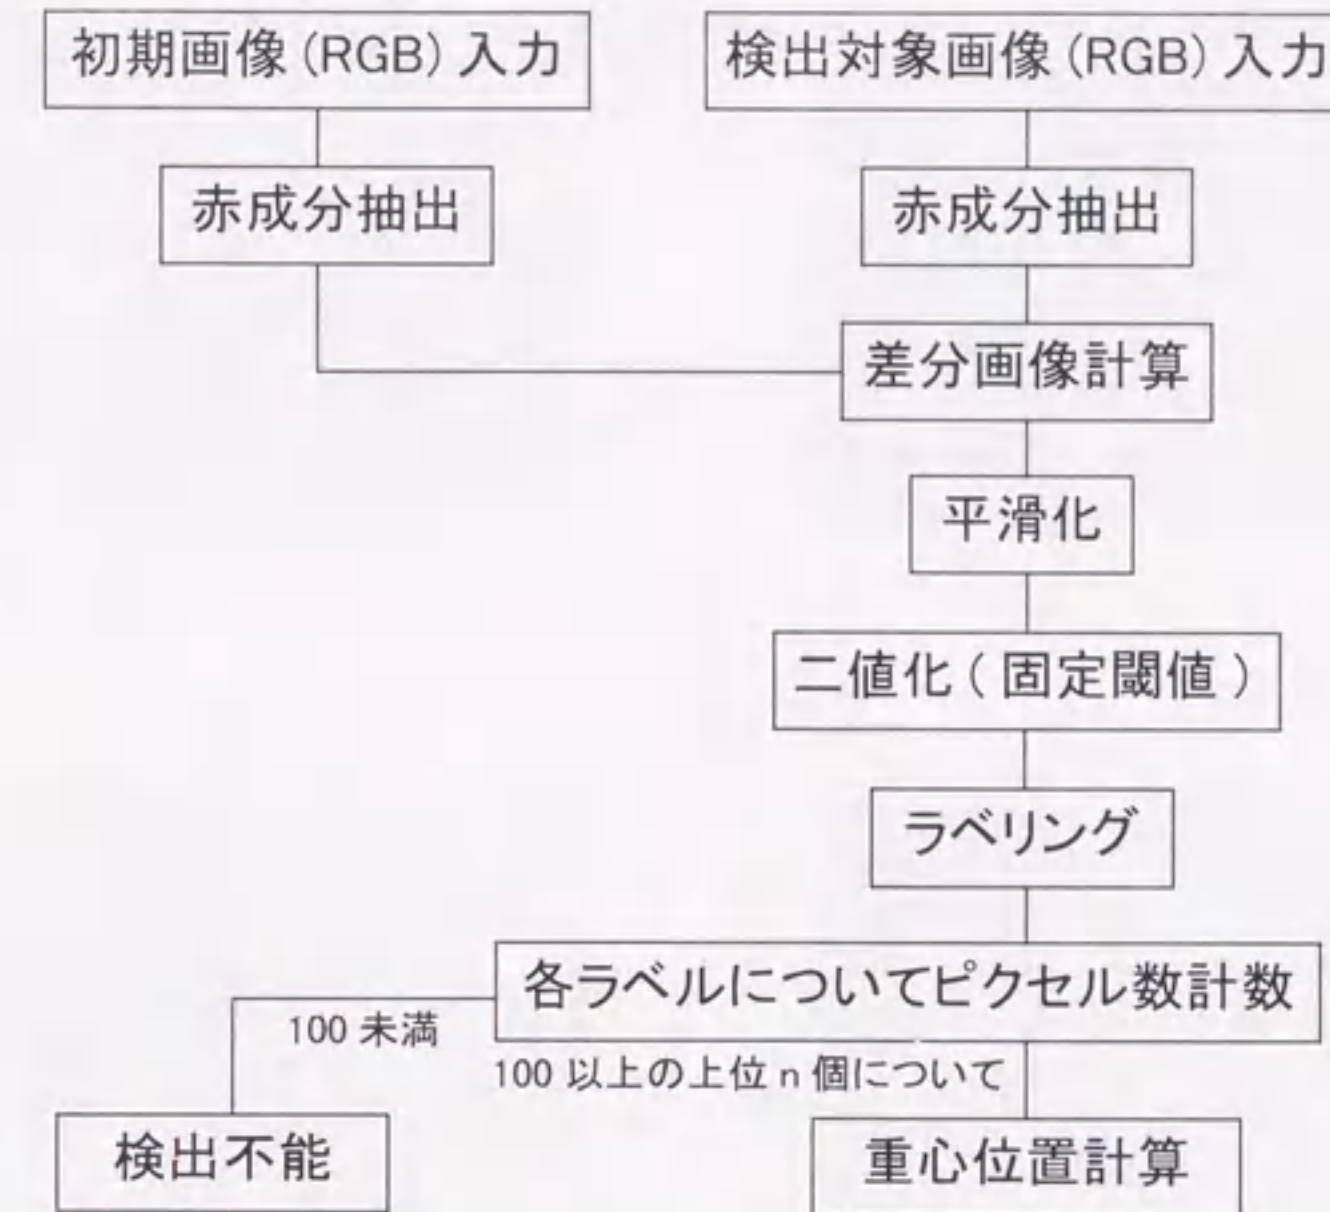 初期画像(RGB)入力
検出対象画像(RGB)入力
赤成分抽出
赤成分抽出
差分画像計算
平滑化
二値化(固定閾値)
ラベリング
各ラベルについてピクセル数計数
100 未満
100 以上の上位 n 個について
検出不能
重心位置計算